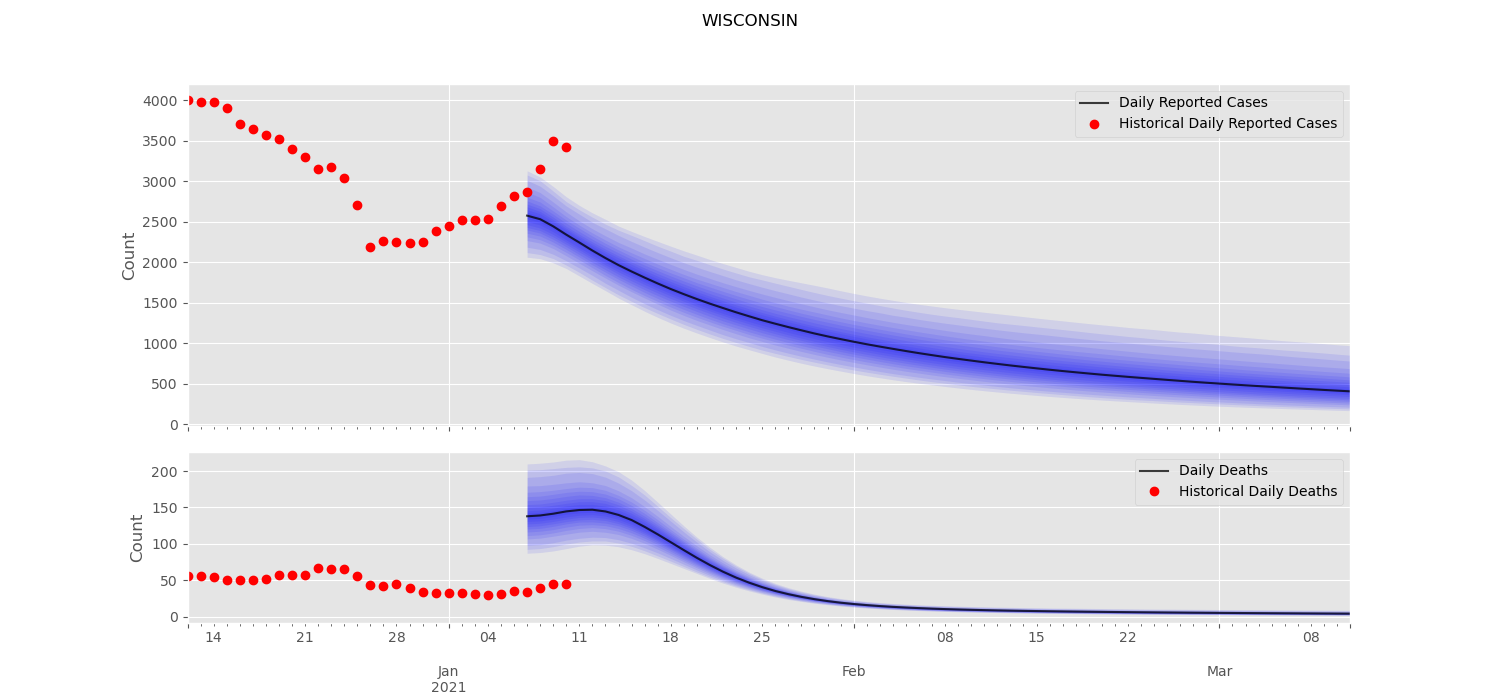 WISCONSIN
4000
3500
3000
2500
2000
1500
1000
500
0
Count
Daily Reported Cases
Historical Daily Reported Cases
200
150
100
50
0
Count
Daily Deaths
Historical Daily Deaths
14 21 28 04 11 18 25 08 15 22 08
Jan Feb Mar
2021